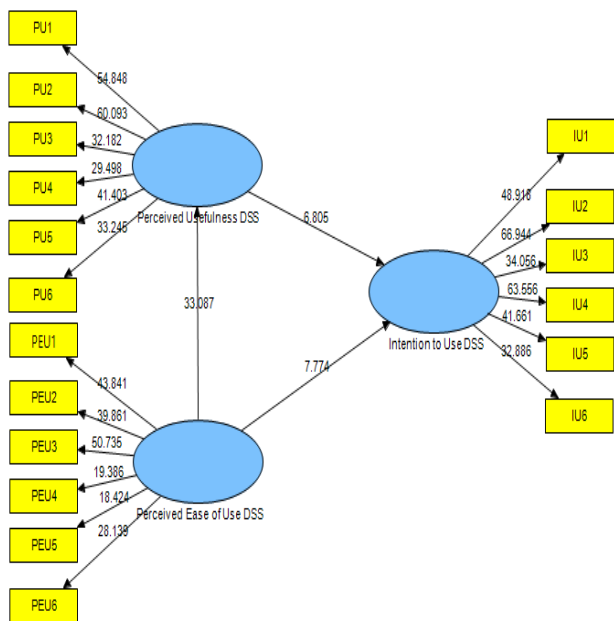 PU1
54.848
PU2
60.093
PU3
32.182
PU4
29.498
PU5
41.403
PU6
33.245
Perceived Usefulness DSS
6.805
33.087
7.774
PEU1
43.841
PEU2
39.861
PEU3
50.735
PEU4
19.386
PEU5
18.424
PEU6
28.139
Perceived Ease of Use DSS
Intention to Use DSS
IU1
48.916
IU2
66.944
IU3
34.056
IU4
63.556
IU5
41.661
IU6
32.886